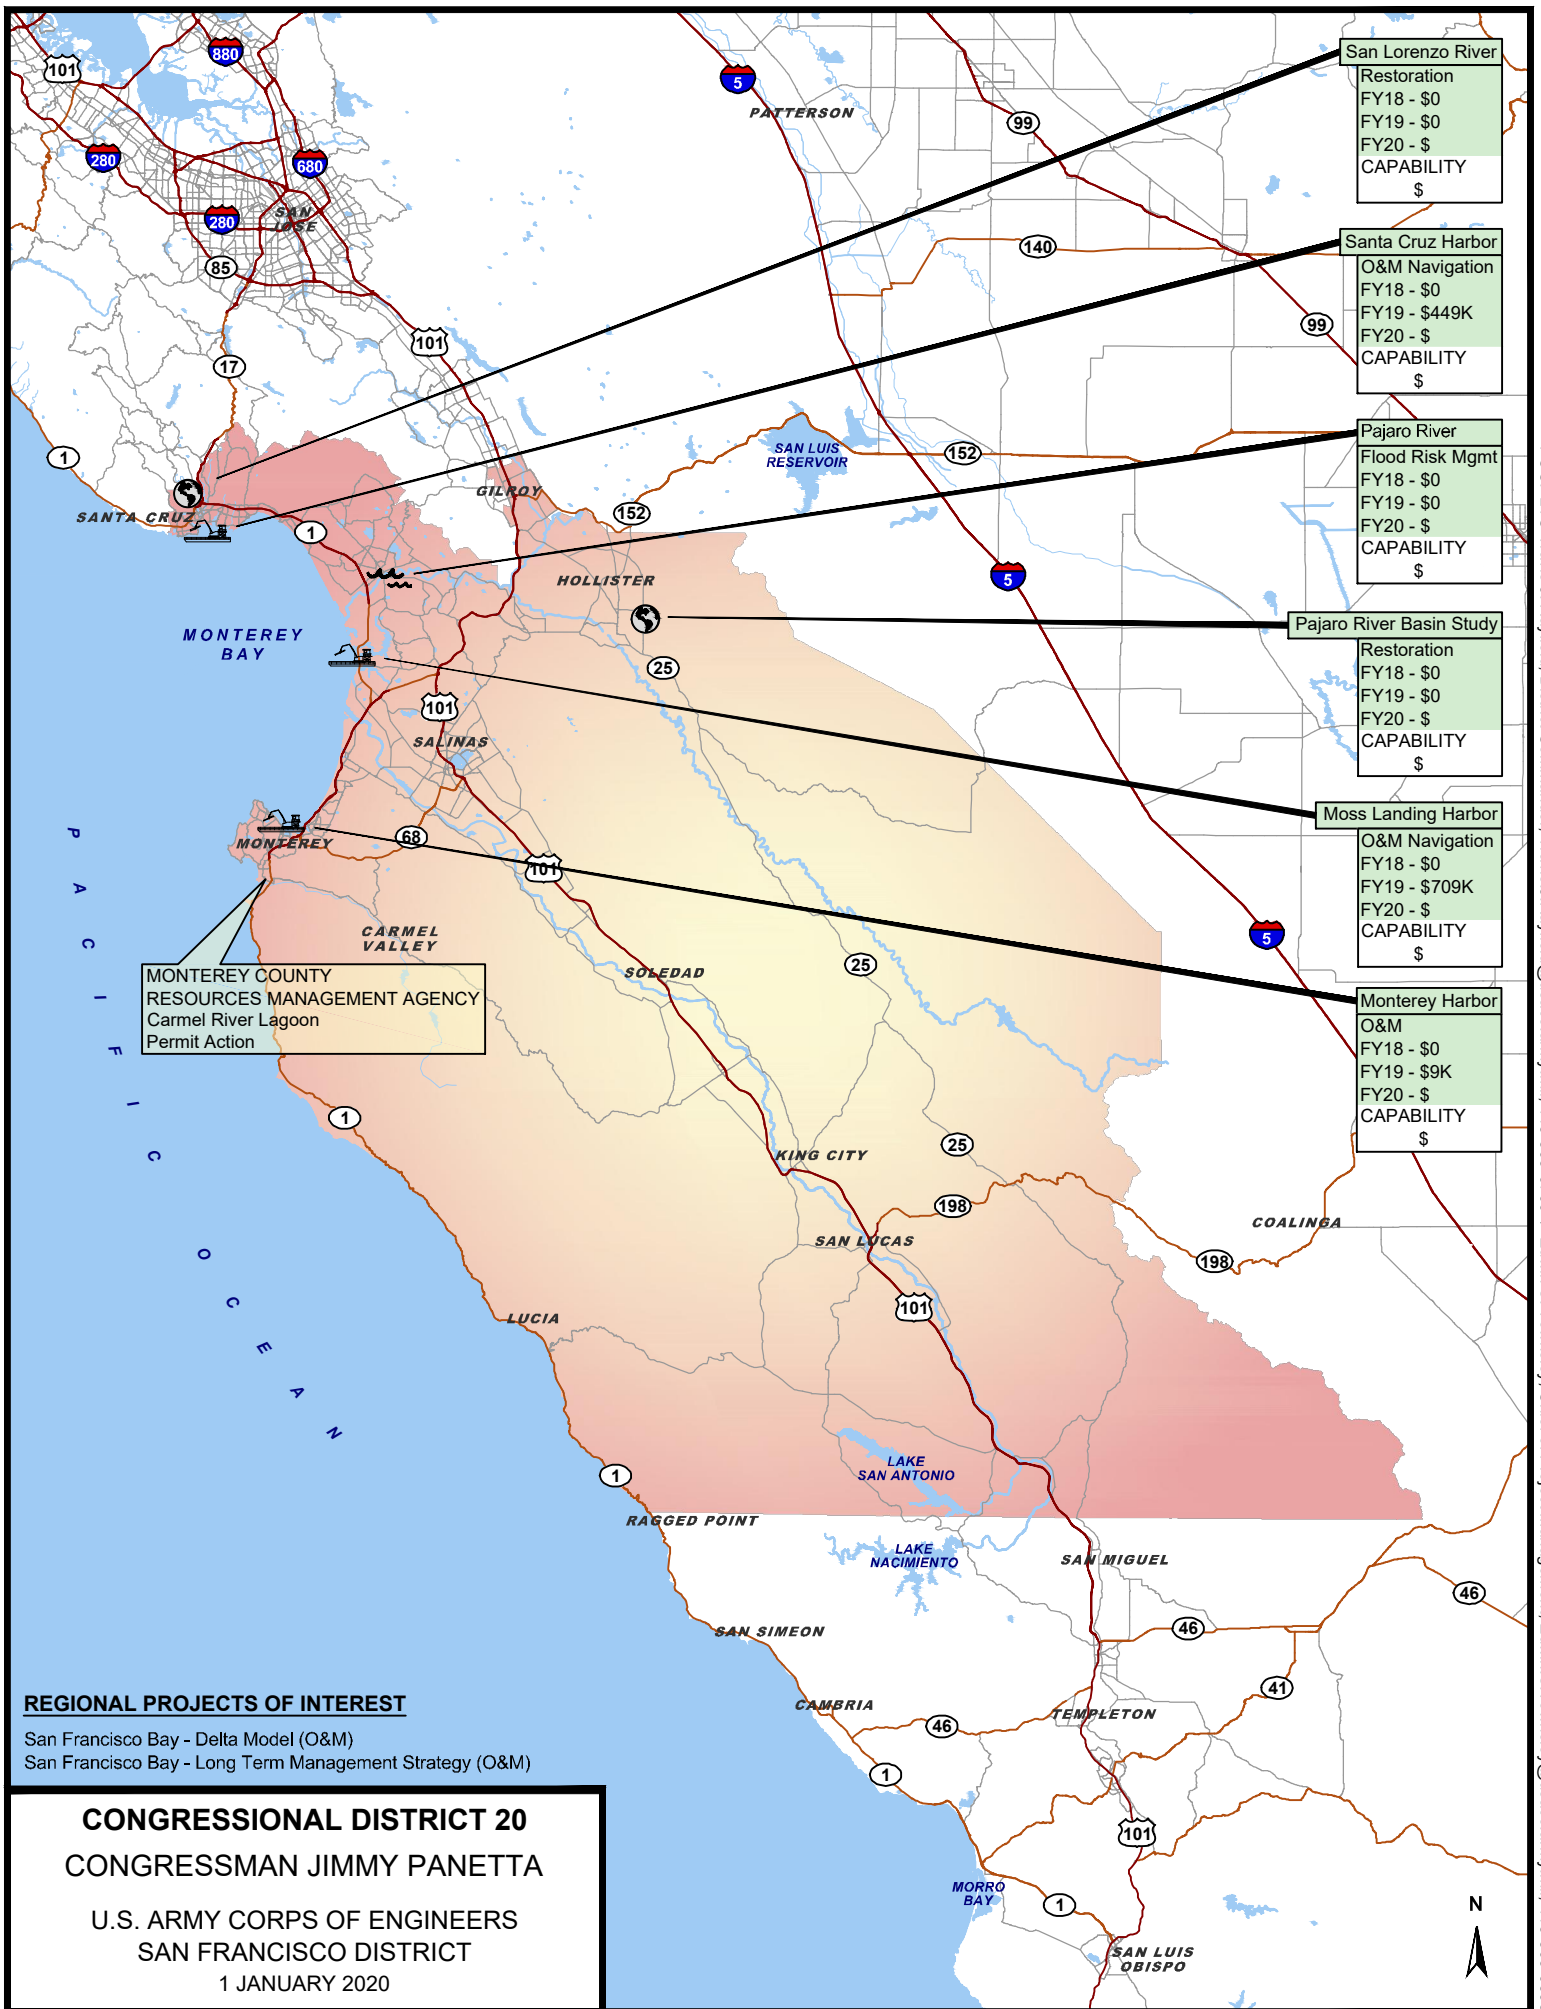 San Lorenzo River
Restoration
FY18 - $0
FY19 - $0
FY20 - $
CAPABILITY
$
Santa Cruz Harbor
O&M Navigation
FY18 - $0
FY19 - $449K
FY20 - $
CAPABILITY
$
Pajaro River
Flood Risk Mgmt
FY18 - $0
FY19 - $0
FY20 - $
CAPABILITY
$
Pajaro River Basin Study
Restoration
FY18 - $0
FY19 - $0
FY20 - $
CAPABILITY
$
Moss Landing Harbor
O&M Navigation
FY18 - $0
FY19 - $709K
FY20 - $
CAPABILITY
$
Monterey Harbor
O&M
FY18 - $0
FY19 - $9K
FY20 - $
CAPABILITY
$
101
880
5
PATTERSON
99
280
680
SAN
JOSE
280
85
140
101
99
17
1
SAN LUIS
RESERVOIR
152
GILROY
SANTA CRUZ
152
1
HOLLISTER
5
MONTEREY
BAY
25
101
SALINAS
MONTEREY
68
101
CARMEL
VALLEY
5
25
SOLEDAD
MONTEREY COUNTY
RESOURCES MANAGEMENT AGENCY
Carmel River Lagoon
Permit Action
PACIFIC OCEAN
1
25
KING CITY
198
SAN LUCAS
COALINGA
198
101
LUCIA
LAKE
SAN ANTONIO
1
RAGGED POINT
LAKE
NACIMIENTO
SAN MIGUEL
46
46
SAN SIMEON
41
CAMBRIA
46
TEMPLETON
1
101
MORRO
BAY
1
SAN LUIS
OBISPO
N
REGIONAL PROJECTS OF INTEREST
San Francisco Bay - Delta Model (O&M)
San Francisco Bay - Long Term Management Strategy (O&M)
CONGRESSIONAL DISTRICT 20
CONGRESSMAN JIMMY PANETTA
U.S. ARMY CORPS OF ENGINEERS
SAN FRANCISCO DISTRICT
1 JANUARY 2020